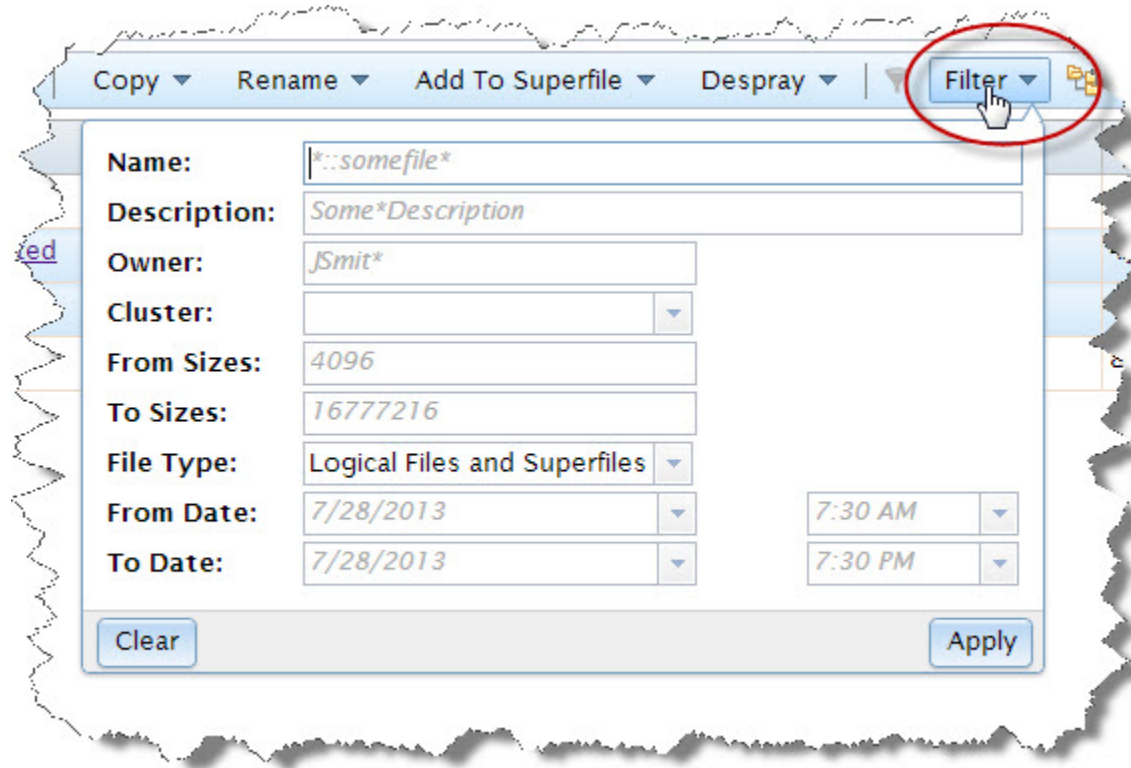 Copy Rename Add To Superfile Despray Filter
Name: *::somefile*
Description: Some*Description
ed
Owner: JSmit*
Cluster:
From Sizes: 4096
To Sizes: 16777216
File Type: Logical Files and Superfiles
From Date: 7/28/2013 7:30 AM
To Date: 7/28/2013 7:30 PM
Clear Apply